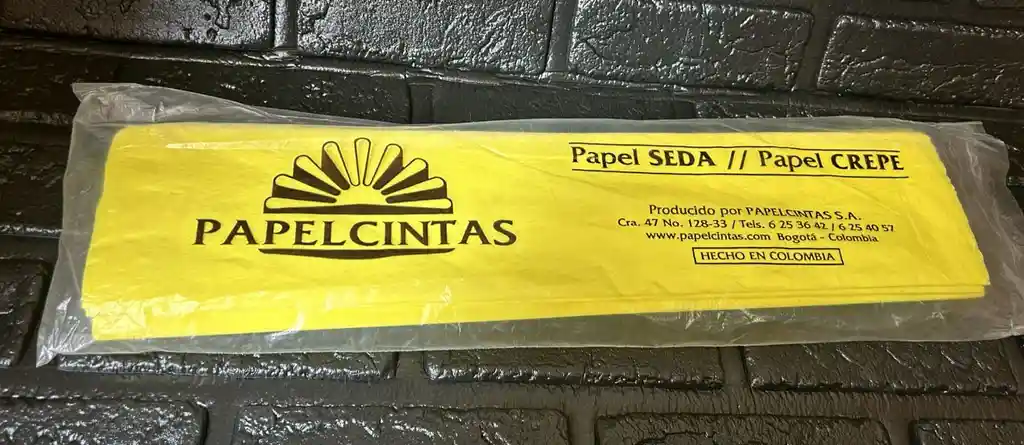 PAPELCINTAS
Papel SEDA // Papel CREPE
Producido por PAPELCINTAS S.A.
Cra. 47 No. 128-33 / Tels. 6 25 36 42 / 6 25 40 57
www.papelcintas.com Bogotá - Colombia
HECHO EN COLOMBIA